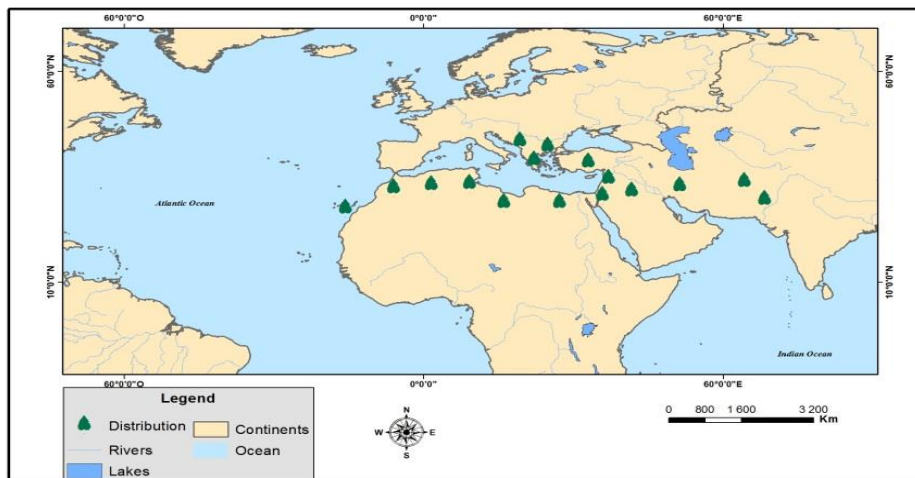 60°0'0"O 0°0'0" 60°0'0"E
60°0'0"N 60°0'0"N
Atlantic Ocean
10°0'0"N 10°0'0"N
Indian Ocean
60°0'0"O 0°0'0" 60°0'0"E
Legend
Distribution Continents
Rivers Ocean
Lakes
N
W E
S
0 800 1 600 3 200
Km